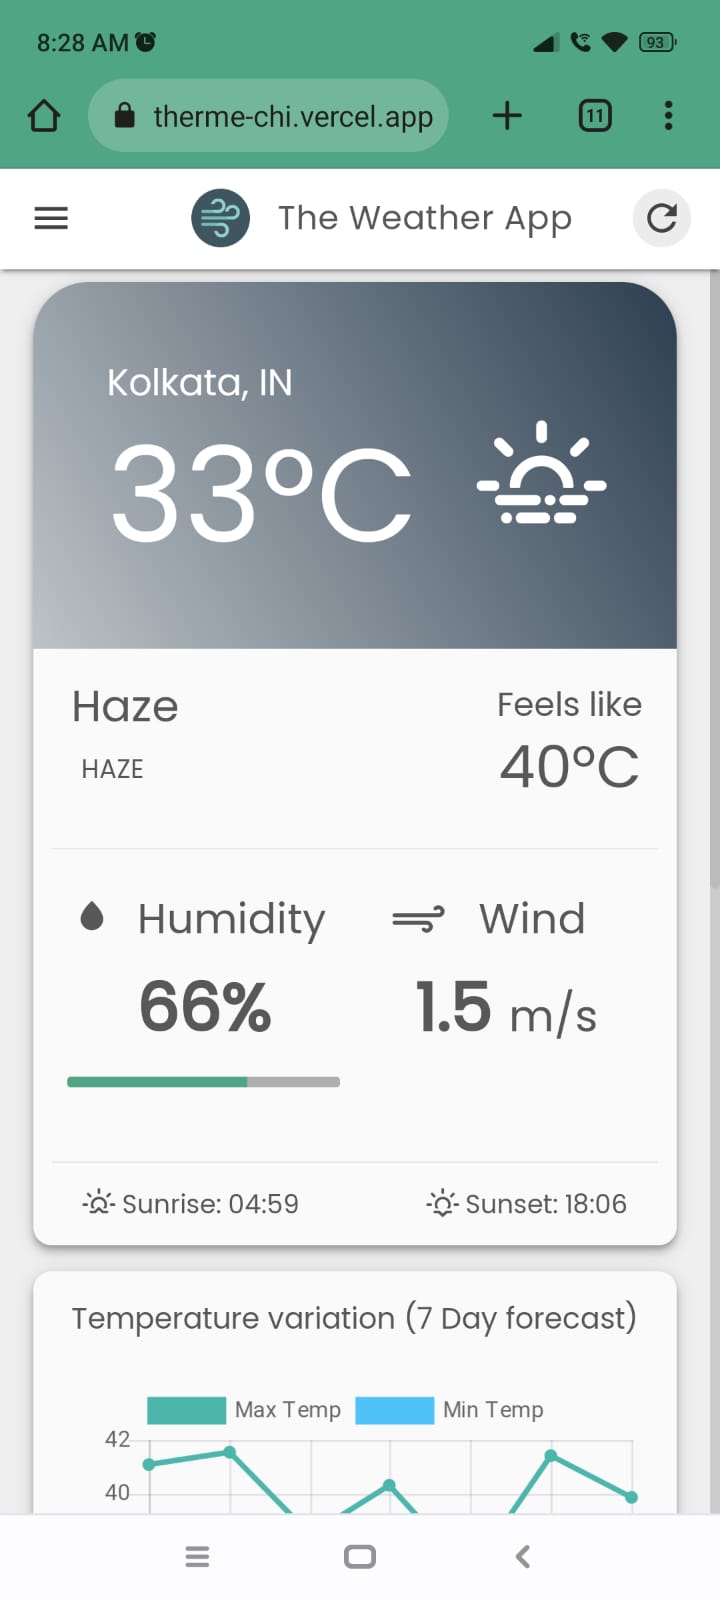 8:28 AM
93
therme-chi.vercel.app
11
The Weather App
Kolkata, IN
33°C
Haze
HAZE
Feels like
40°C
Humidity
66%
Wind
1.5 m/s
Sunrise: 04:59
Sunset: 18:06
Temperature variation (7 Day forecast)
Max Temp
Min Temp
42
40